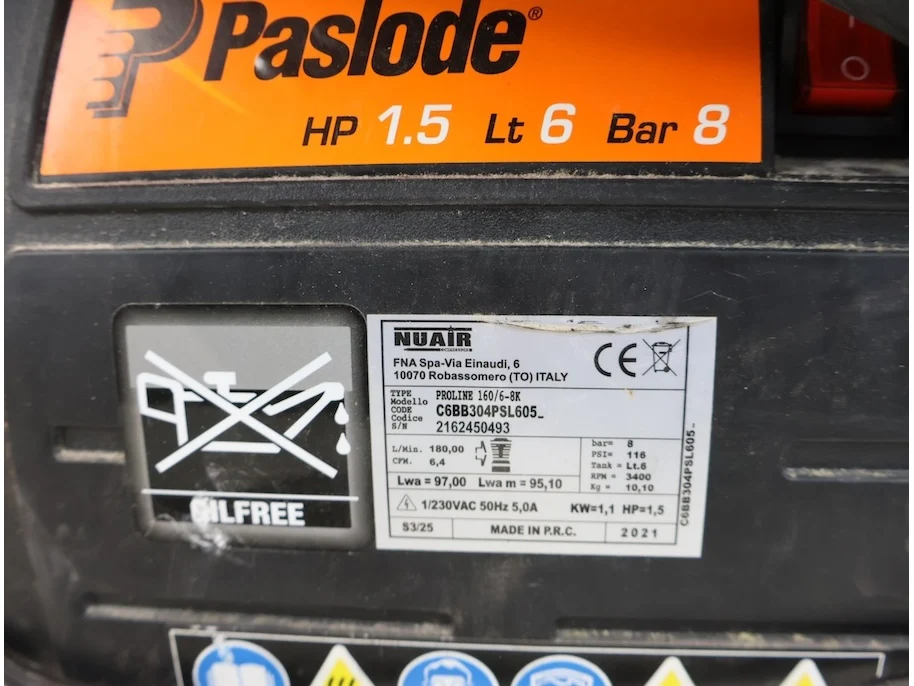 Paslode®
HP 1.5 Lt 6 Bar 8
NUAIR
FNA Spa-Via Einaudi, 6
10070 Robassomero (TO) ITALY
CE
TYPE
Modello PROLINE 160/6-8K
CODE
Codice C6BB304PSL605_
S/N 2162450493
L/Min. 180,00
CFM. 6,4
bar= 8
PSI= 116
Tank = Lt.6
RPM = 3400
Kg = 10,10
Lwa = 97,00 Lwa m = 95,10
1/230VAC 50Hz 5,0A KW=1,1 HP=1,5
S3/25 MADE IN P.R.C. 2021
C6BB304PSL605_
OILFREE